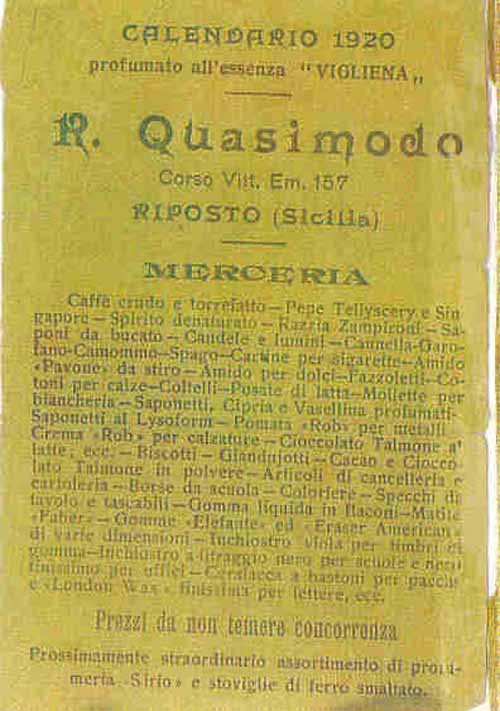 CALENDARIO 1920
profumato all'essenza "VIGLIENA„
R. Quasimodo
Corso Vitt. Em. 157
RIPOSTO (Sicilia)
MERCERIA
Caffè crudo e torrefatto—Pepe Tellyscery e Sin
gapore—Spirito denaturato—Razzia Zampironi—Sa-
poni da bucato—Candele e lumini—Cannella-Garo-
fano-Camommo—Spago—Cartine per sigarette—Amido
«Pavone» da stiro—Amido per dolci—Fazzoletti—Co-
toni per calze—Coltelli—Posate di latta—Mollette per
biancheria—Saponetti, Cipria e Vasellina profumati-
Saponetti al Lysoform—Pomata «Rob» per metalli
Crema «Rob» per calzature—Cioccolato Talmone a'
latte, ecc.—Biscotti—Giandujotti—Cacao e Ciocco
lato Talmone in polvere—Articoli di cancelleria e
cartoleria—Borse da scuola—Coloriere—Specchi da
tavolo e tascabili—Gomma liquida in flaconi—Matite
«Faber»—Gomme «Elefante» ed «Eraser American»
di varie dimensioni—Inchiostro viola per timbri di
gomma—Inchiostro a litraggio nero per scuole e nero
finissimo per uffici—Ceralacca a bastoni per pacchi
e «London Wax» finissima per lettere, ecc.
Prezzi da non temere concorrenza
Prossimamente straordinario assortimento di profu-
meria «Sirio» e stoviglie di ferro smaltato.